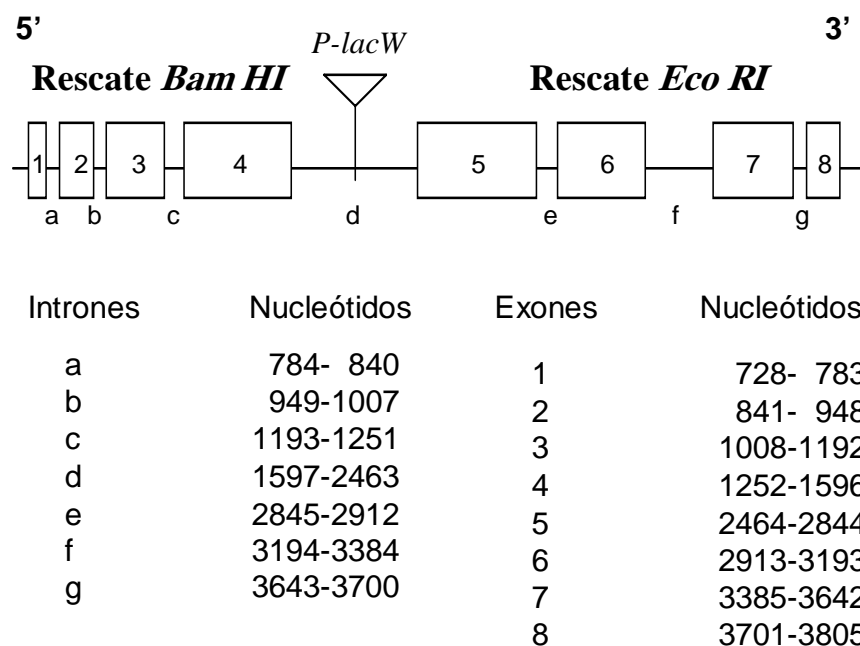 5’ 3’
P-lacW
Rescate Bam HI Rescate Eco RI
1 2 3 4 5 6 7 8
a b c d e f g
Intrones Nucleótidos Exones Nucleótidos
a 784- 840 1 728- 783
b 949-1007 2 841- 948
c 1193-1251 3 1008-1192
d 1597-2463 4 1252-1596
e 2845-2912 5 2464-2844
f 3194-3384 6 2913-3193
g 3643-3700 7 3385-3642
8 3701-3805